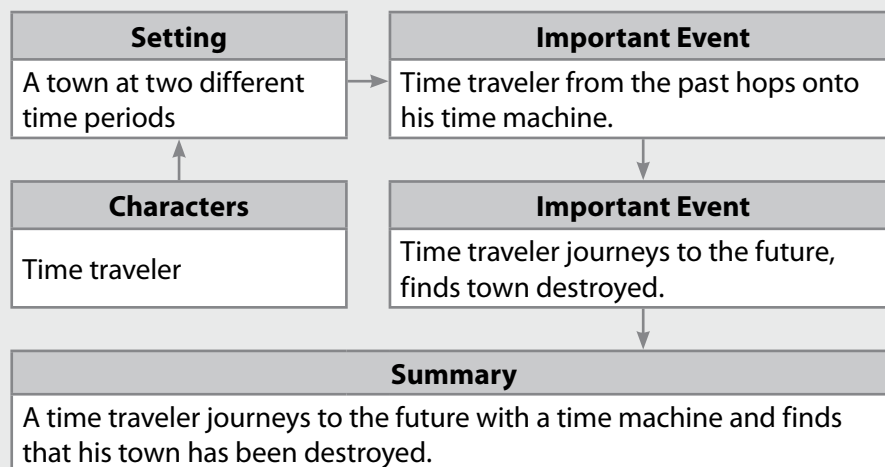 Setting
A town at two different
time periods
Important Event
Time traveler from the past hops onto
his time machine.
Characters
Time traveler
Important Event
Time traveler journeys to the future,
finds town destroyed.
Summary
A time traveler journeys to the future with a time machine and finds
that his town has been destroyed.